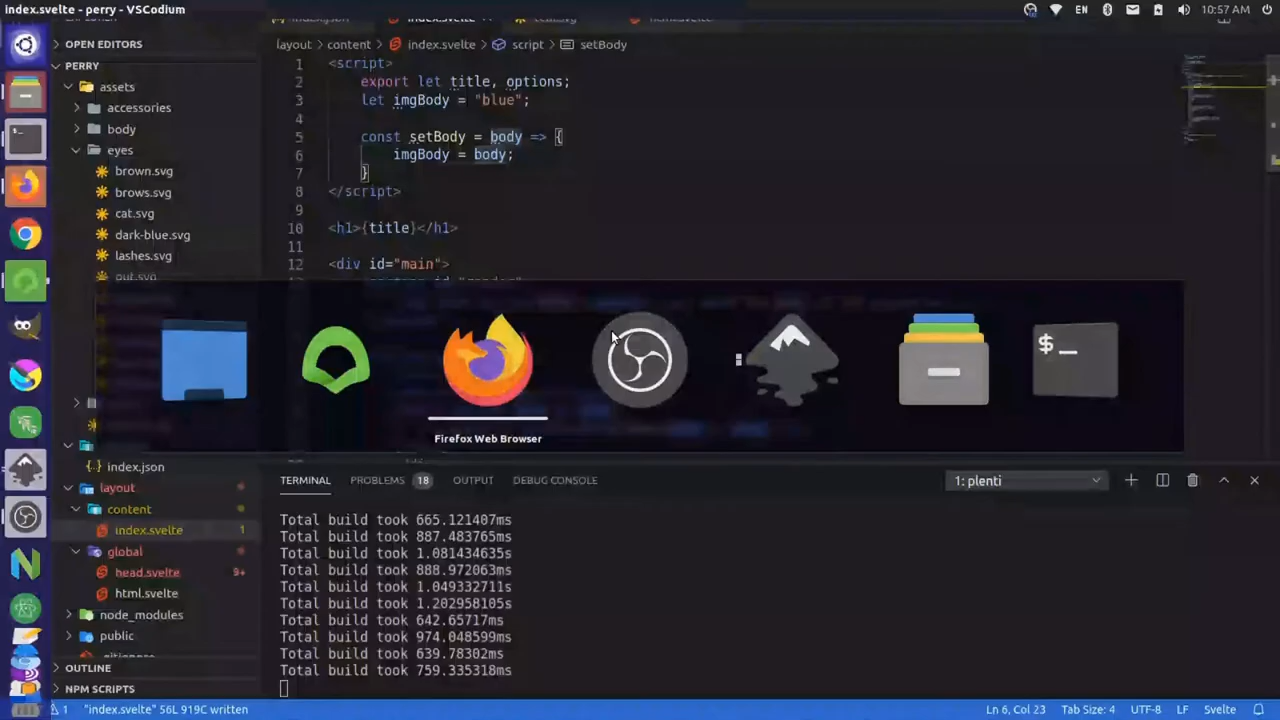 index.svelte - perry - VSCodium
EN
10:57 AM
index.svelte
OPEN EDITORS
layout > content > index.svelte > script > setBody
PERRY
assets
accessories
body
eyes
brown.svg
brows.svg
cat.svg
dark-blue.svg
lashes.svg
out.svg
index.json
layout
content
index.svelte 1
global
head.svelte 9+
html.svelte
node_modules
public
OUTLINE
NPM SCRIPTS
1 <script>
2 export let title, options;
3 let imgBody = "blue";
4
5 const setBody = body => {
6 imgBody = body;
7 }
8 </script>
9
10 <h1>{title}</h1>
11
12 <div id="main">
Firefox Web Browser
$_
TERMINAL PROBLEMS 18 OUTPUT DEBUG CONSOLE 1: plenti
Total build took 665.121407ms
Total build took 887.483765ms
Total build took 1.081434635s
Total build took 888.972063ms
Total build took 1.049332711s
Total build took 1.202958105s
Total build took 642.65717ms
Total build took 974.048599ms
Total build took 639.78302ms
Total build took 759.335318ms
1 "index.svelte" 56L 919C written
Ln 6, Col 23 Tab Size: 4 UTF-8 LF Svelte